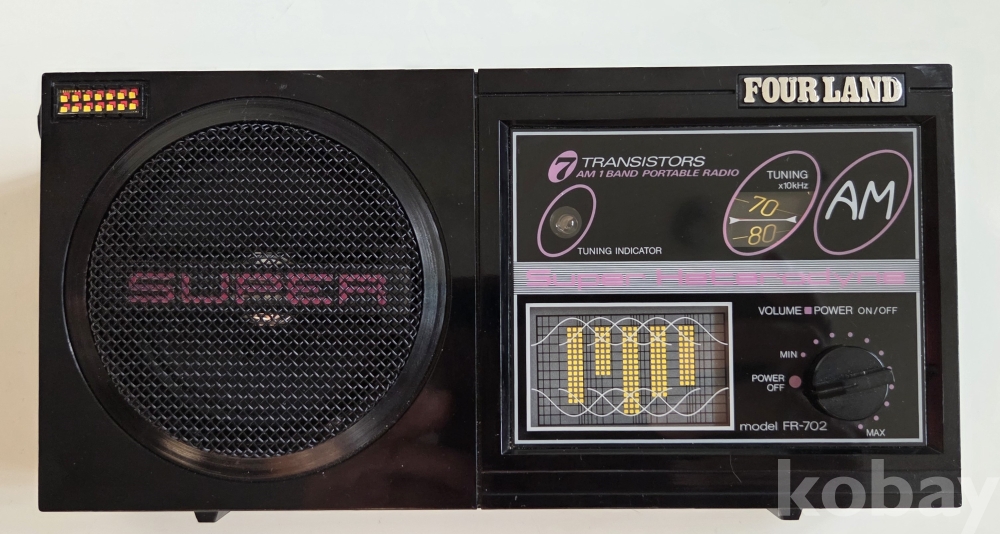 FOUR LAND
7 TRANSISTORS
AM 1 BAND PORTABLE RADIO
TUNING
x10kHz
70
80
AM
TUNING INDICATOR
SUPER
Super Heterodyne
VOLUME POWER ON/OFF
MIN
POWER
OFF
MAX
model FR-702
kobay